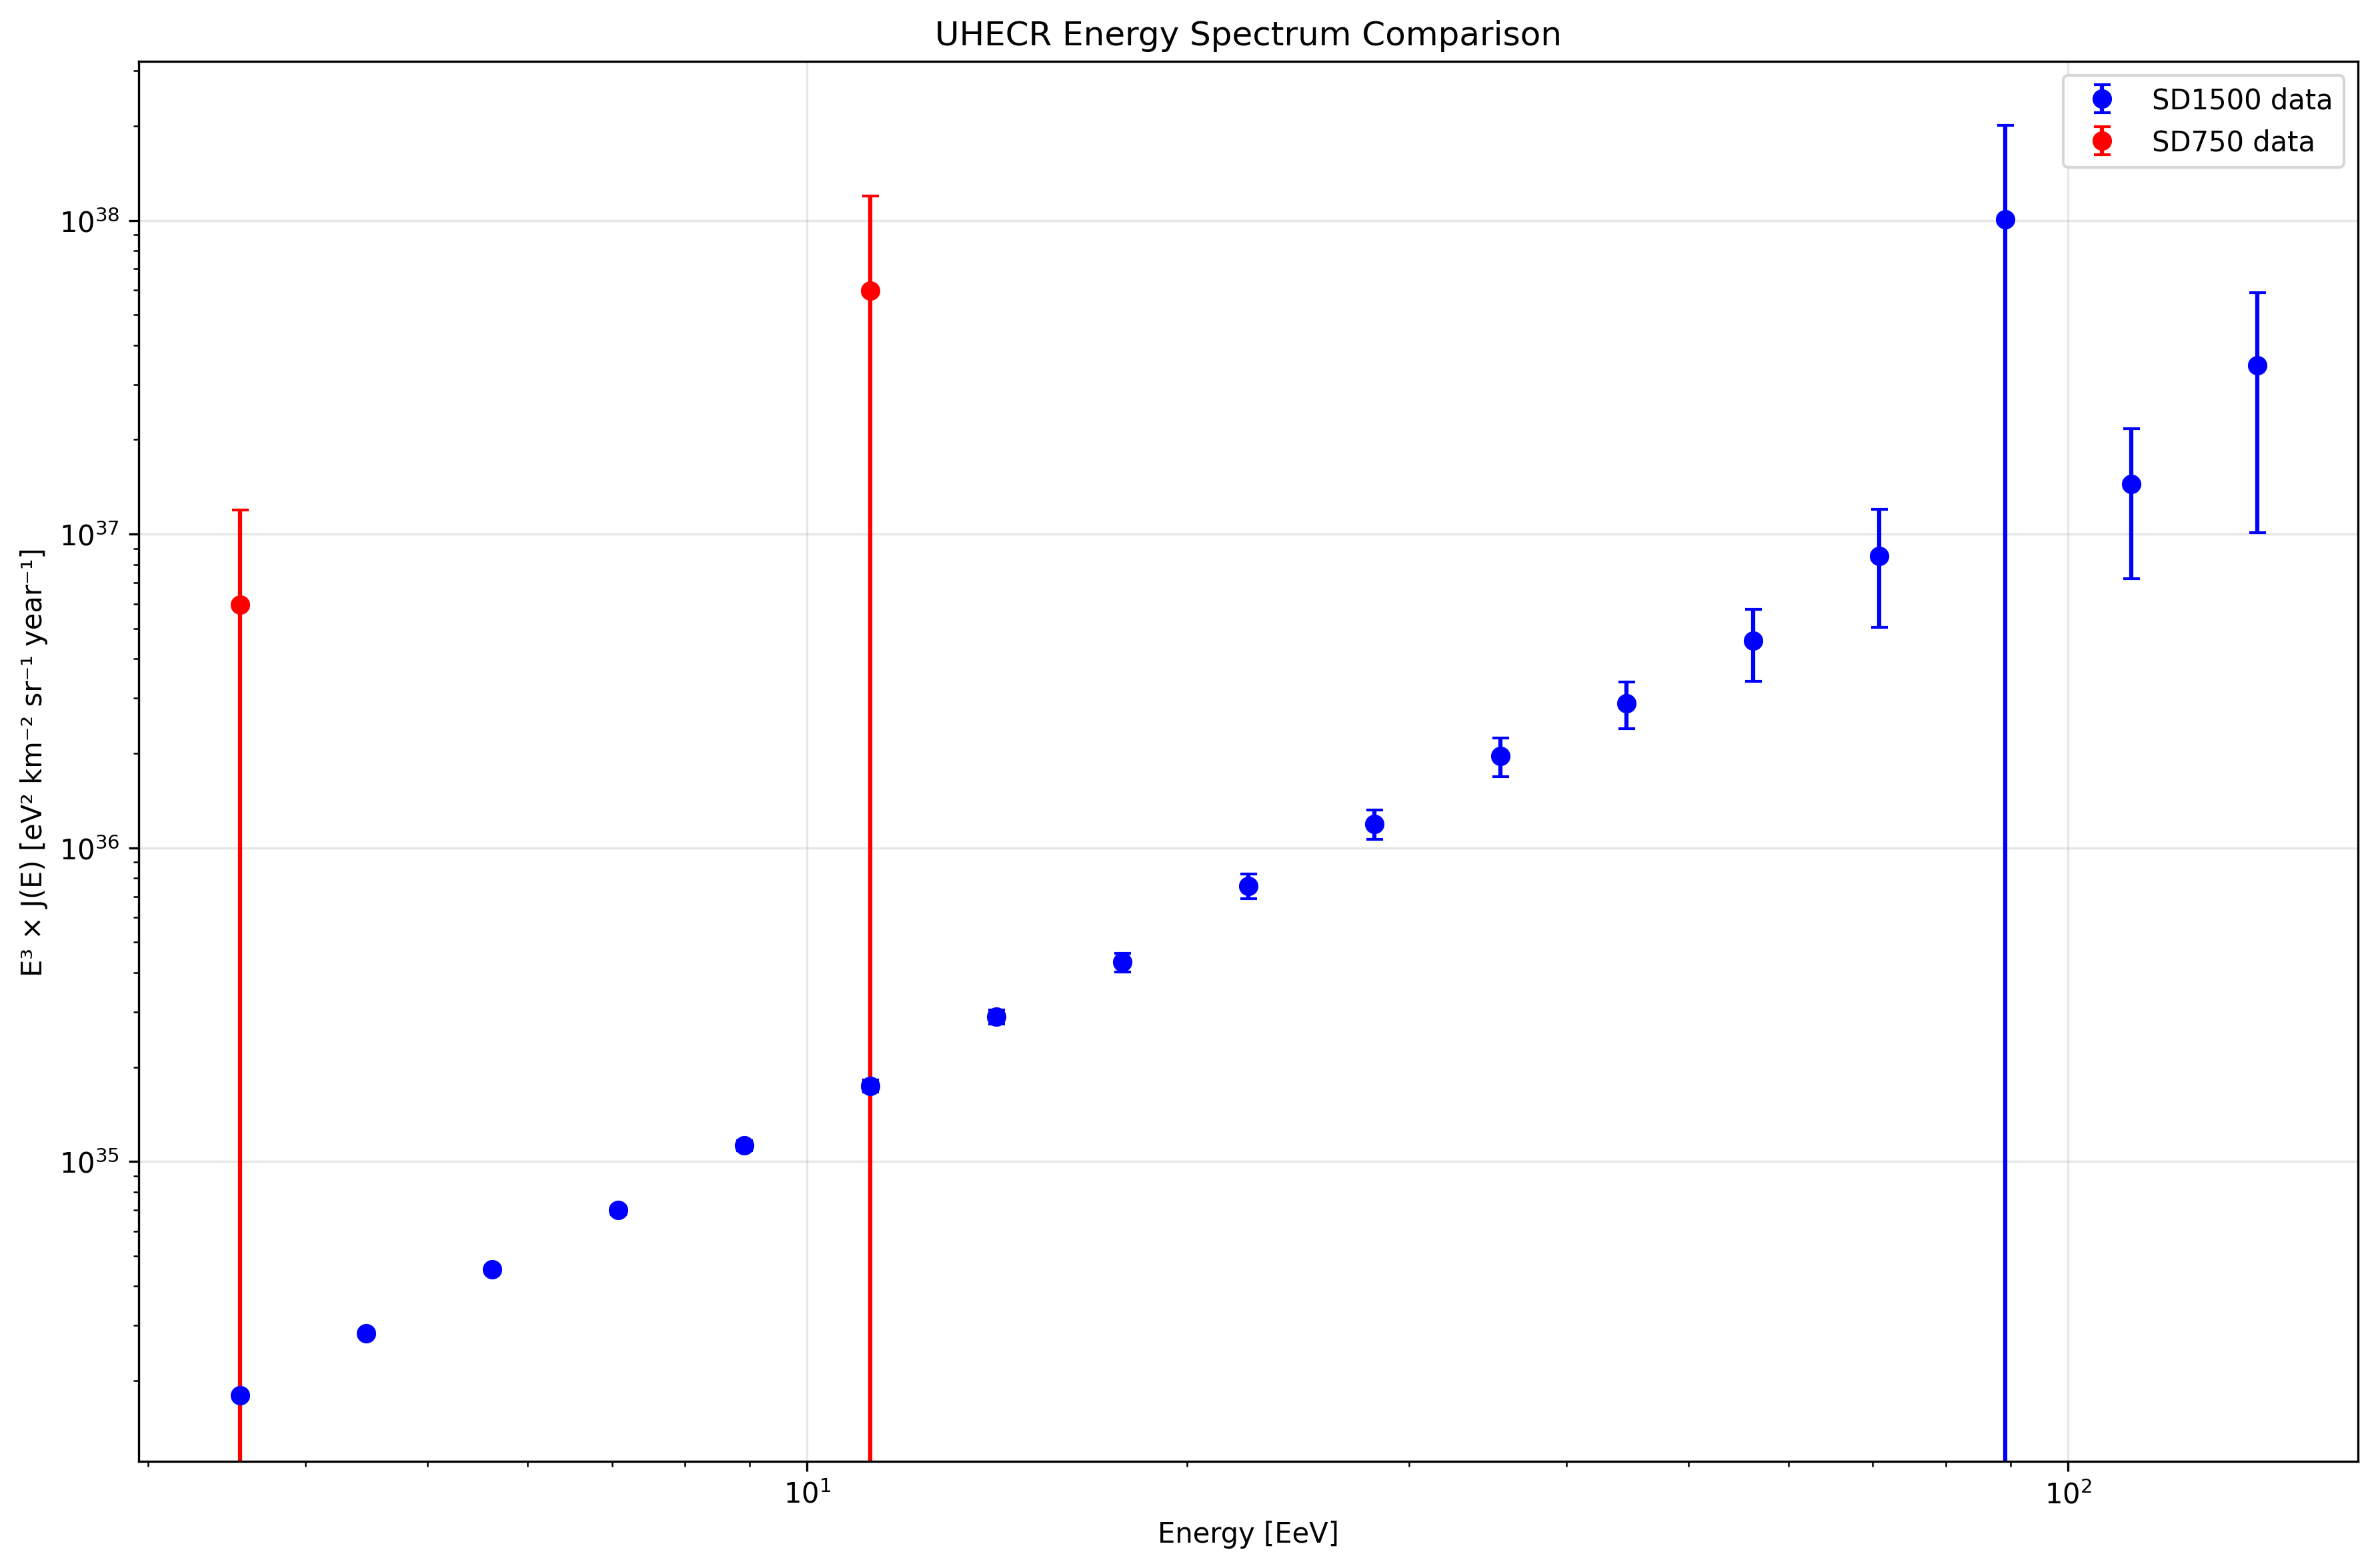 UHECR Energy Spectrum Comparison
SD1500 data
SD750 data
10³⁸
10³⁷
10³⁶
10³⁵
E³ × J(E) [eV² km⁻² sr⁻¹ year⁻¹]
10¹
10²
Energy [EeV]